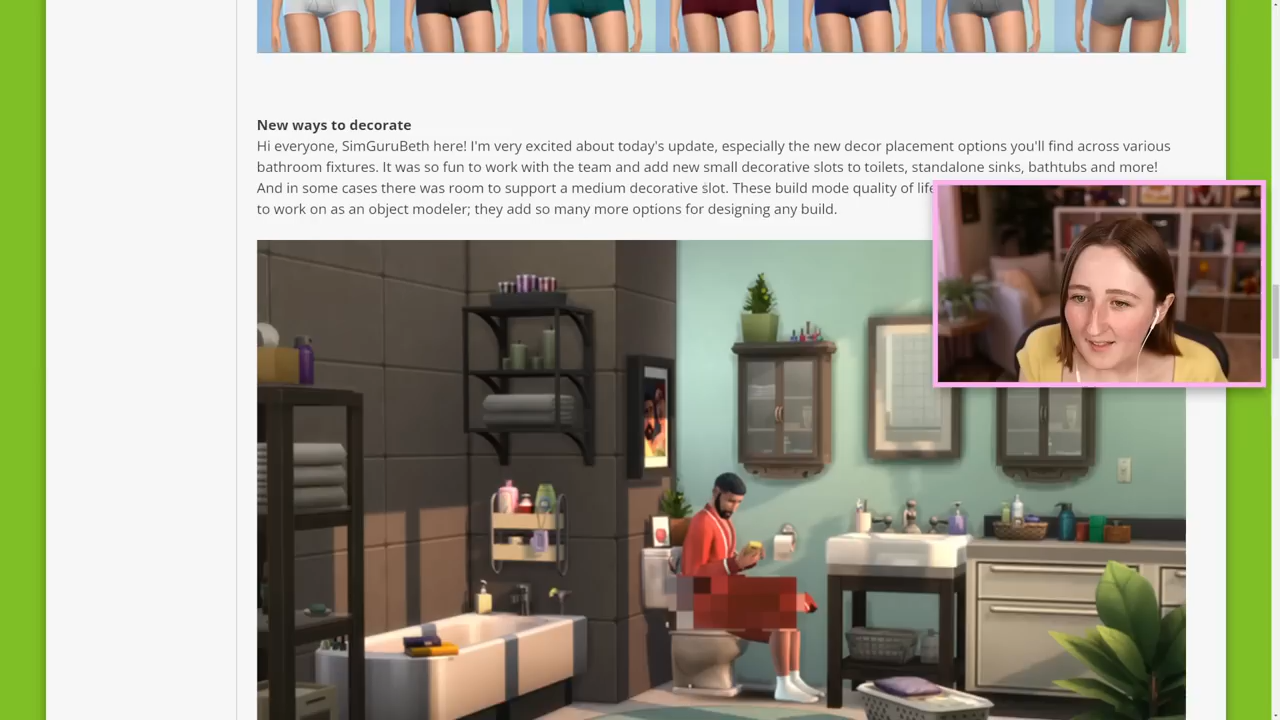 New ways to decorate
Hi everyone, SimGuruBeth here! I'm very excited about today's update, especially the new decor placement options you'll find across various
bathroom fixtures. It was so fun to work with the team and add new small decorative slots to toilets, standalone sinks, bathtubs and more!
And in some cases there was room to support a medium decorative slot. These build mode quality of life
to work on as an object modeler; they add so many more options for designing any build.